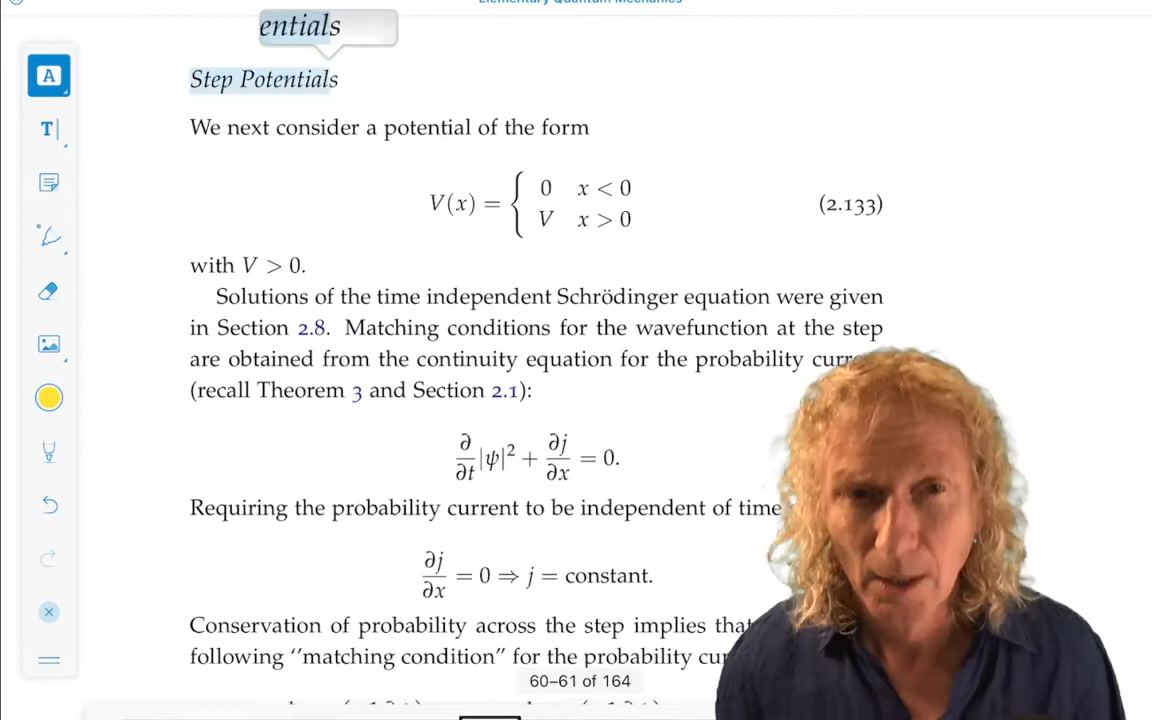 Elementary Quantum Mechanics
entials
Step Potentials
We next consider a potential of the form
V(x) = { 0 x < 0
V x > 0 (2.133)
with V > 0.
Solutions of the time independent Schrödinger equation were given
in Section 2.8. Matching conditions for the wavefunction at the step
are obtained from the continuity equation for the probability
(recall Theorem 3 and Section 2.1):
∂/∂t |ψ|² + ∂j/∂x = 0.
Requiring the probability current to be independent of time
∂j/∂x = 0 ⇒ j = constant.
Conservation of probability across the step implies that
following ''matching condition" for the probability
60–61 of 164
A
T